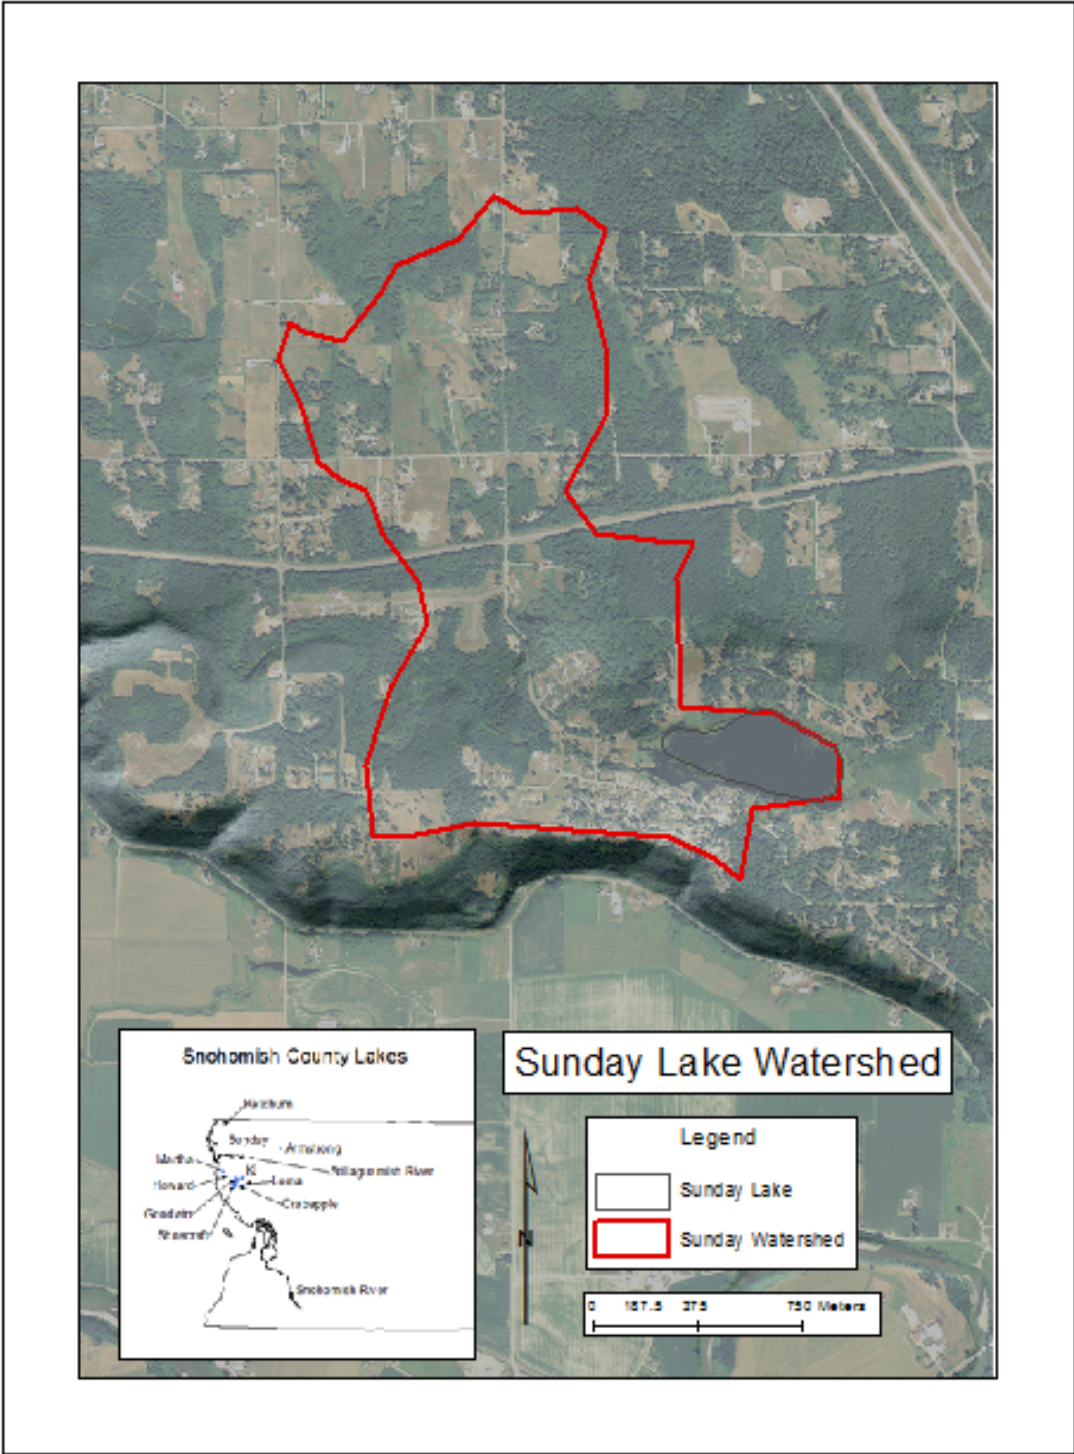 Snohomish County Lakes
Ketchum
Sunday
Armstrong
Martha
Stillaguamish River
Howard
Loma
Crabapple
Goodwin
Shoecraft
Snohomish River
Sunday Lake Watershed
Legend
Sunday Lake
Sunday Watershed
N
0 187.5 375 750 Meters